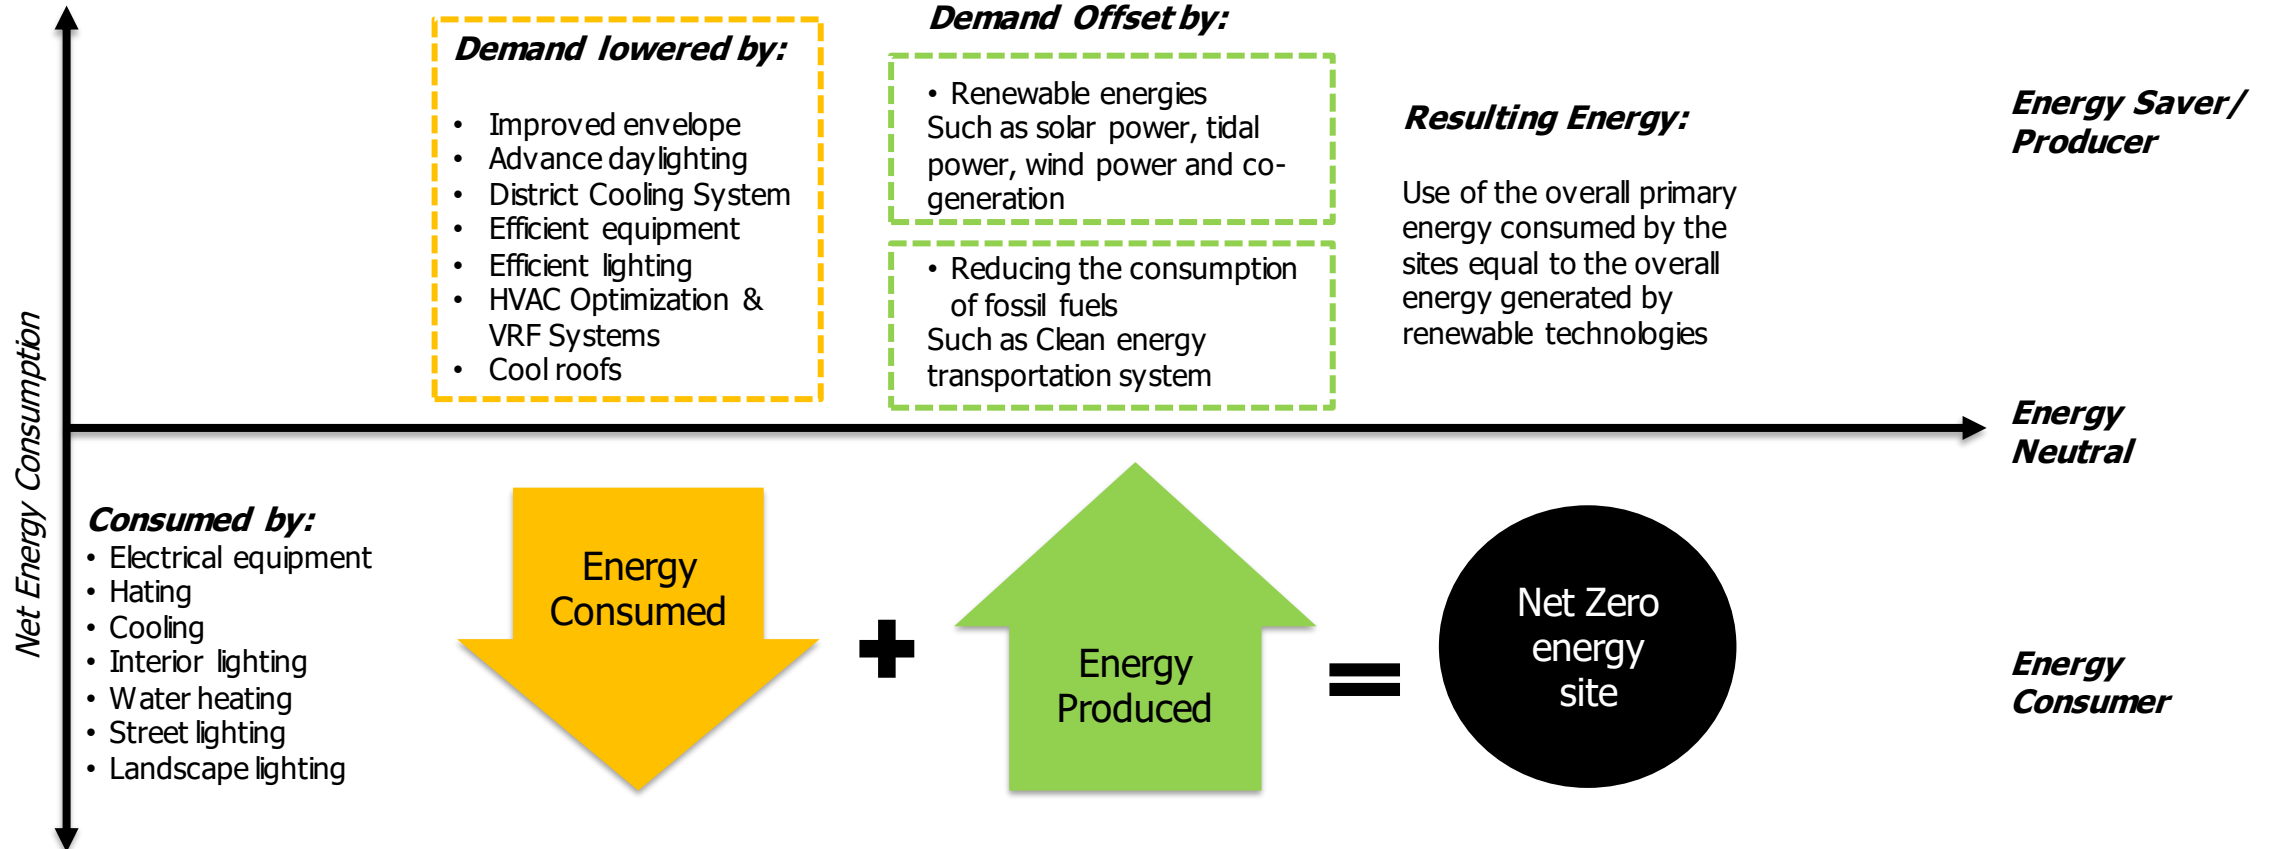 Net Energy Consumption
Demand lowered by:
• Improved envelope
• Advance daylighting
• District Cooling System
• Efficient equipment
• Efficient lighting
• HVAC Optimization &
VRF Systems
• Cool roofs
Demand Offset by:
• Renewable energies
Such as solar power, tidal
power, wind power and co-
generation
• Reducing the consumption
of fossil fuels
Such as Clean energy
transportation system
Resulting Energy:
Use of the overall primary
energy consumed by the
sites equal to the overall
energy generated by
renewable technologies
Energy Saver/
Producer
Energy
Neutral
Energy
Consumer
Consumed by:
• Electrical equipment
• Hating
• Cooling
• Interior lighting
• Water heating
• Street lighting
• Landscape lighting
Energy
Consumed
+
Energy
Produced
=
Net Zero
energy
site